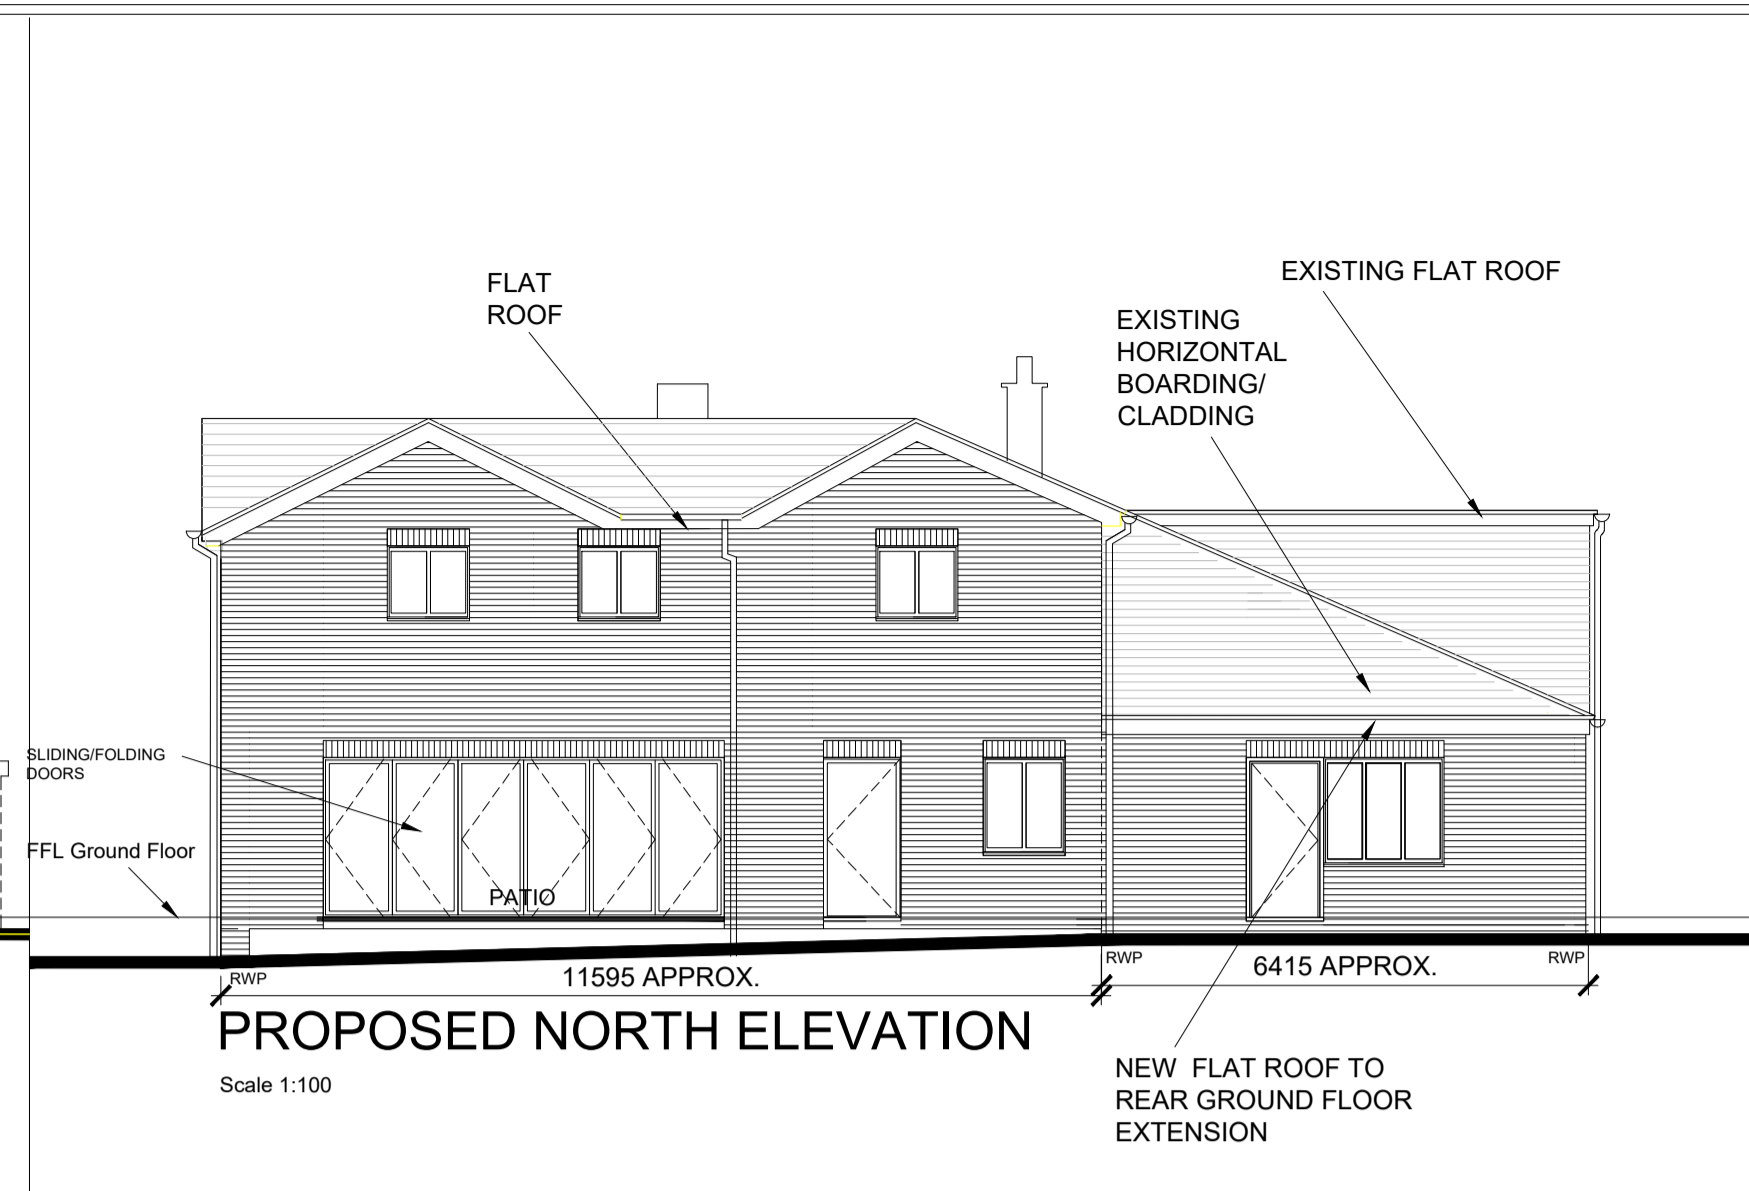 FLAT
ROOF
EXISTING FLAT ROOF
EXISTING
HORIZONTAL
BOARDING/
CLADDING
SLIDING/FOLDING
DOORS
FFL Ground Floor
PATIO
RWP
11595 APPROX.
RWP
6415 APPROX.
RWP
PROPOSED NORTH ELEVATION
Scale 1:100
NEW FLAT ROOF TO
REAR GROUND FLOOR
EXTENSION